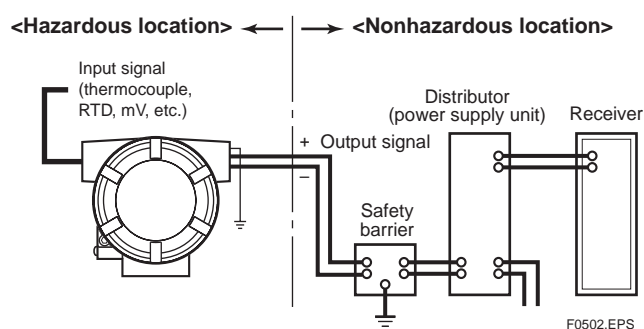 <Hazardous location>
<Nonhazardous location>
Input signal
(thermocouple,
RTD, mV, etc.)
+ Output signal
–
Distributor
(power supply unit)
Receiver
Safety
barrier
F0502.EPS